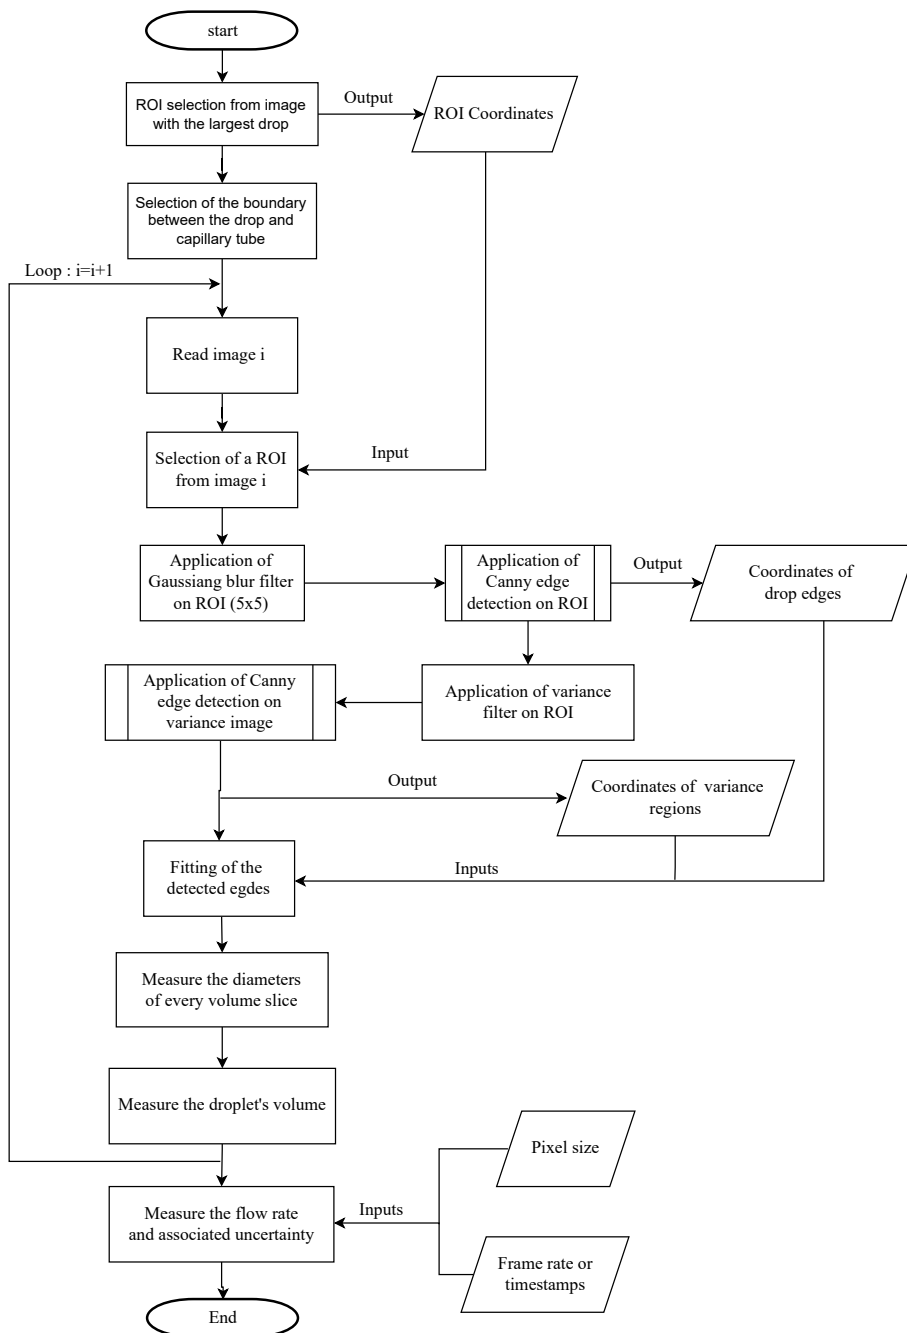 start
ROI selection from image
with the largest drop
Output
ROI Coordinates
Selection of the boundary
between the drop and
capillary tube
Loop : i=i+1
Read image i
Selection of a ROI
from image i
Input
Application of
Gaussiang blur filter
on ROI (5x5)
Application of
Canny edge
detection on ROI
Output
Coordinates of
drop edges
Application of Canny
edge detection on
variance image
Application of variance
filter on ROI
Output
Coordinates of  variance
regions
Fitting of the
detected egdes
Inputs
Measure the diameters
of every volume slice
Measure the droplet's volume
Pixel size
Measure the flow rate
and associated uncertainty
Inputs
Frame rate or
timestamps
End